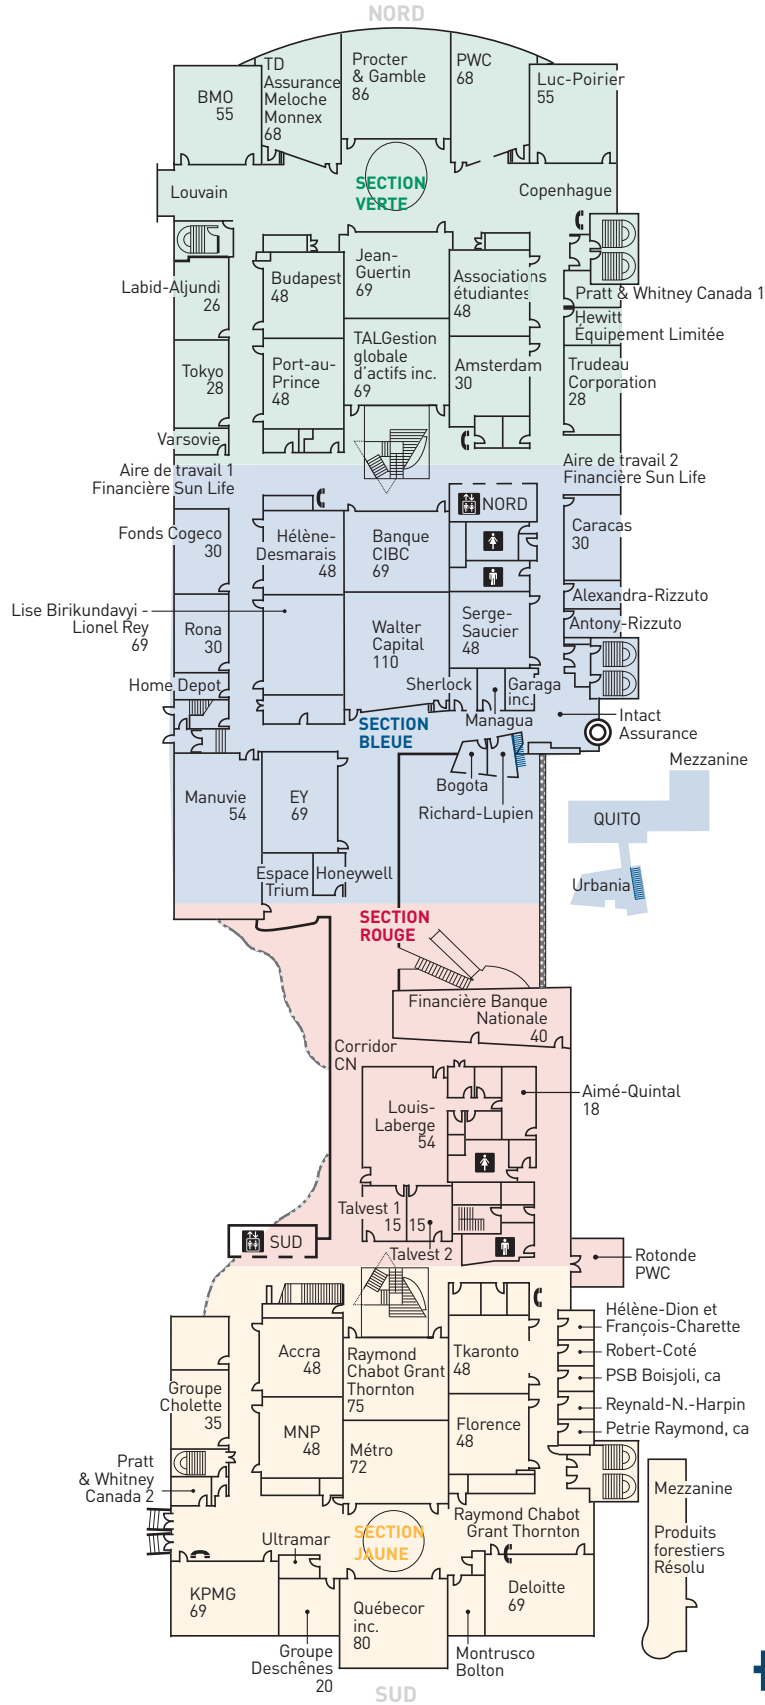 NORD
TD
Assurance
Meloche
Monnex
68
Procter
& Gamble
86
PWC
68
BMO
55
Luc-Poirier
55
SECTION
VERTE
Louvain
Copenhague
Labid-Aljundi
26
Budapest
48
Jean-
Guertin
69
Associations
étudiantes
48
Pratt & Whitney Canada 1
Hewitt
Équipement Limitée
Tokyo
28
Port-au-
Prince
48
TALGestion
globale
d'actifs inc.
69
Amsterdam
30
Trudeau
Corporation
28
Varsovie
Aire de travail 1
Financière Sun Life
Aire de travail 2
Financière Sun Life
NORD
Fonds Cogeco
30
Hélène-
Desmarais
48
Banque
CIBC
69
Caracas
30
Lise Birikundavyi -
Lionel Rey
69
Rona
30
Walter
Capital
110
Serge-
Saucier
48
Alexandra-Rizzuto
Antony-Rizzuto
Home Depot
Sherlock
Garaga
inc.
Managua
SECTION
BLEUE
Intact
Assurance
Mezzanine
Manuvie
54
EY
69
Bogota
Richard-Lupien
QUITO
Espace
Trium
Honeywell
Urbania
SECTION
ROUGE
Financière Banque
Nationale
40
Corridor
CN
Aimé-Quintal
18
Louis-
Laberge
54
Talvest 1
15
15
Talvest 2
SUD
Rotonde
PWC
Hélène-Dion et
François-Charette
Robert-Coté
PSB Boisjoli, ca
Reynald-N.-Harpin
Petrie Raymond, ca
Accra
48
Raymond
Chabot Grant
Thornton
75
Tkaronto
48
Groupe
Cholette
35
MNP
48
Métro
72
Florence
48
Pratt
& Whitney
Canada 2
Mezzanine
Raymond Chabot
Grant Thornton
SECTION
JAUNE
Ultramar
Produits
forestiers
Résolu
KPMG
69
Québecor
inc.
80
Deloitte
69
Groupe
Deschênes
20
Montrusco
Bolton
SUD